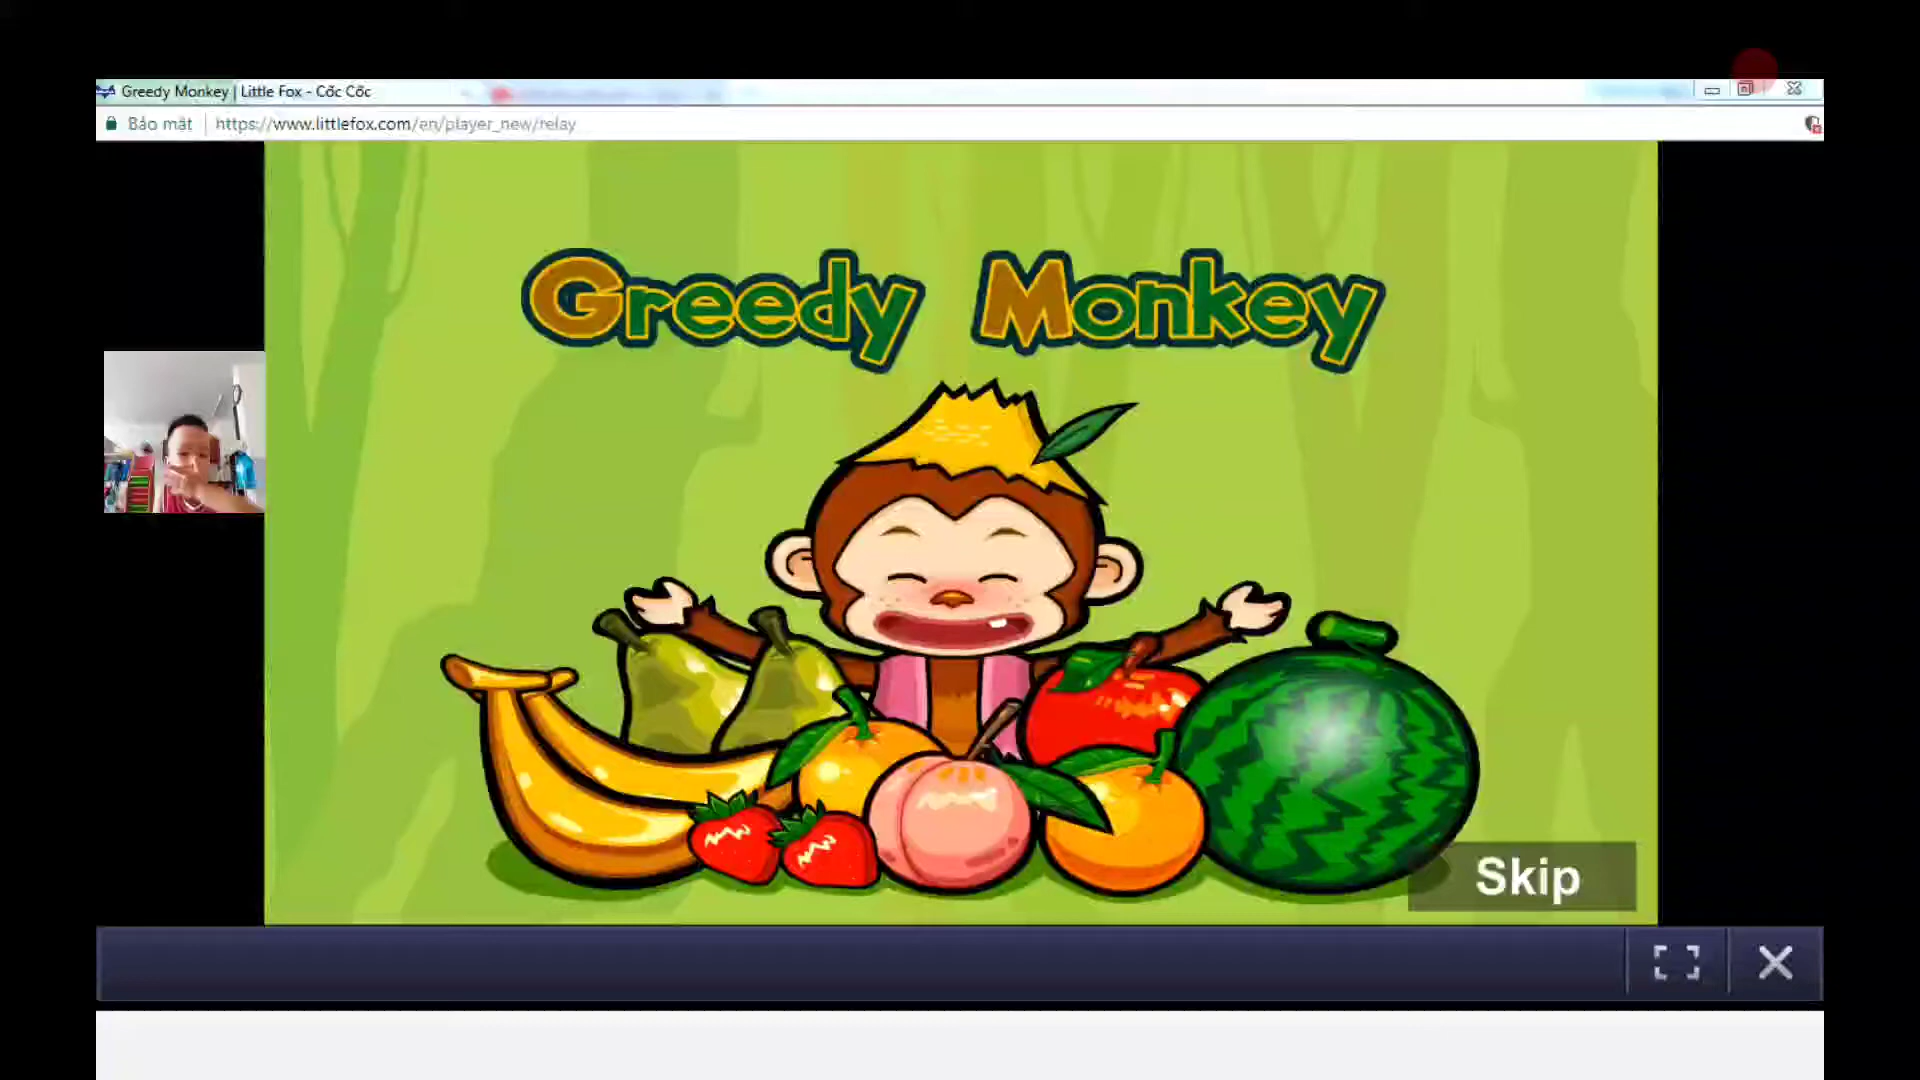 Greedy Monkey | Little Fox - Cốc Cốc
Bảo mật | https://www.littlefox.com/en/player_new/relay
Greedy Monkey
Skip